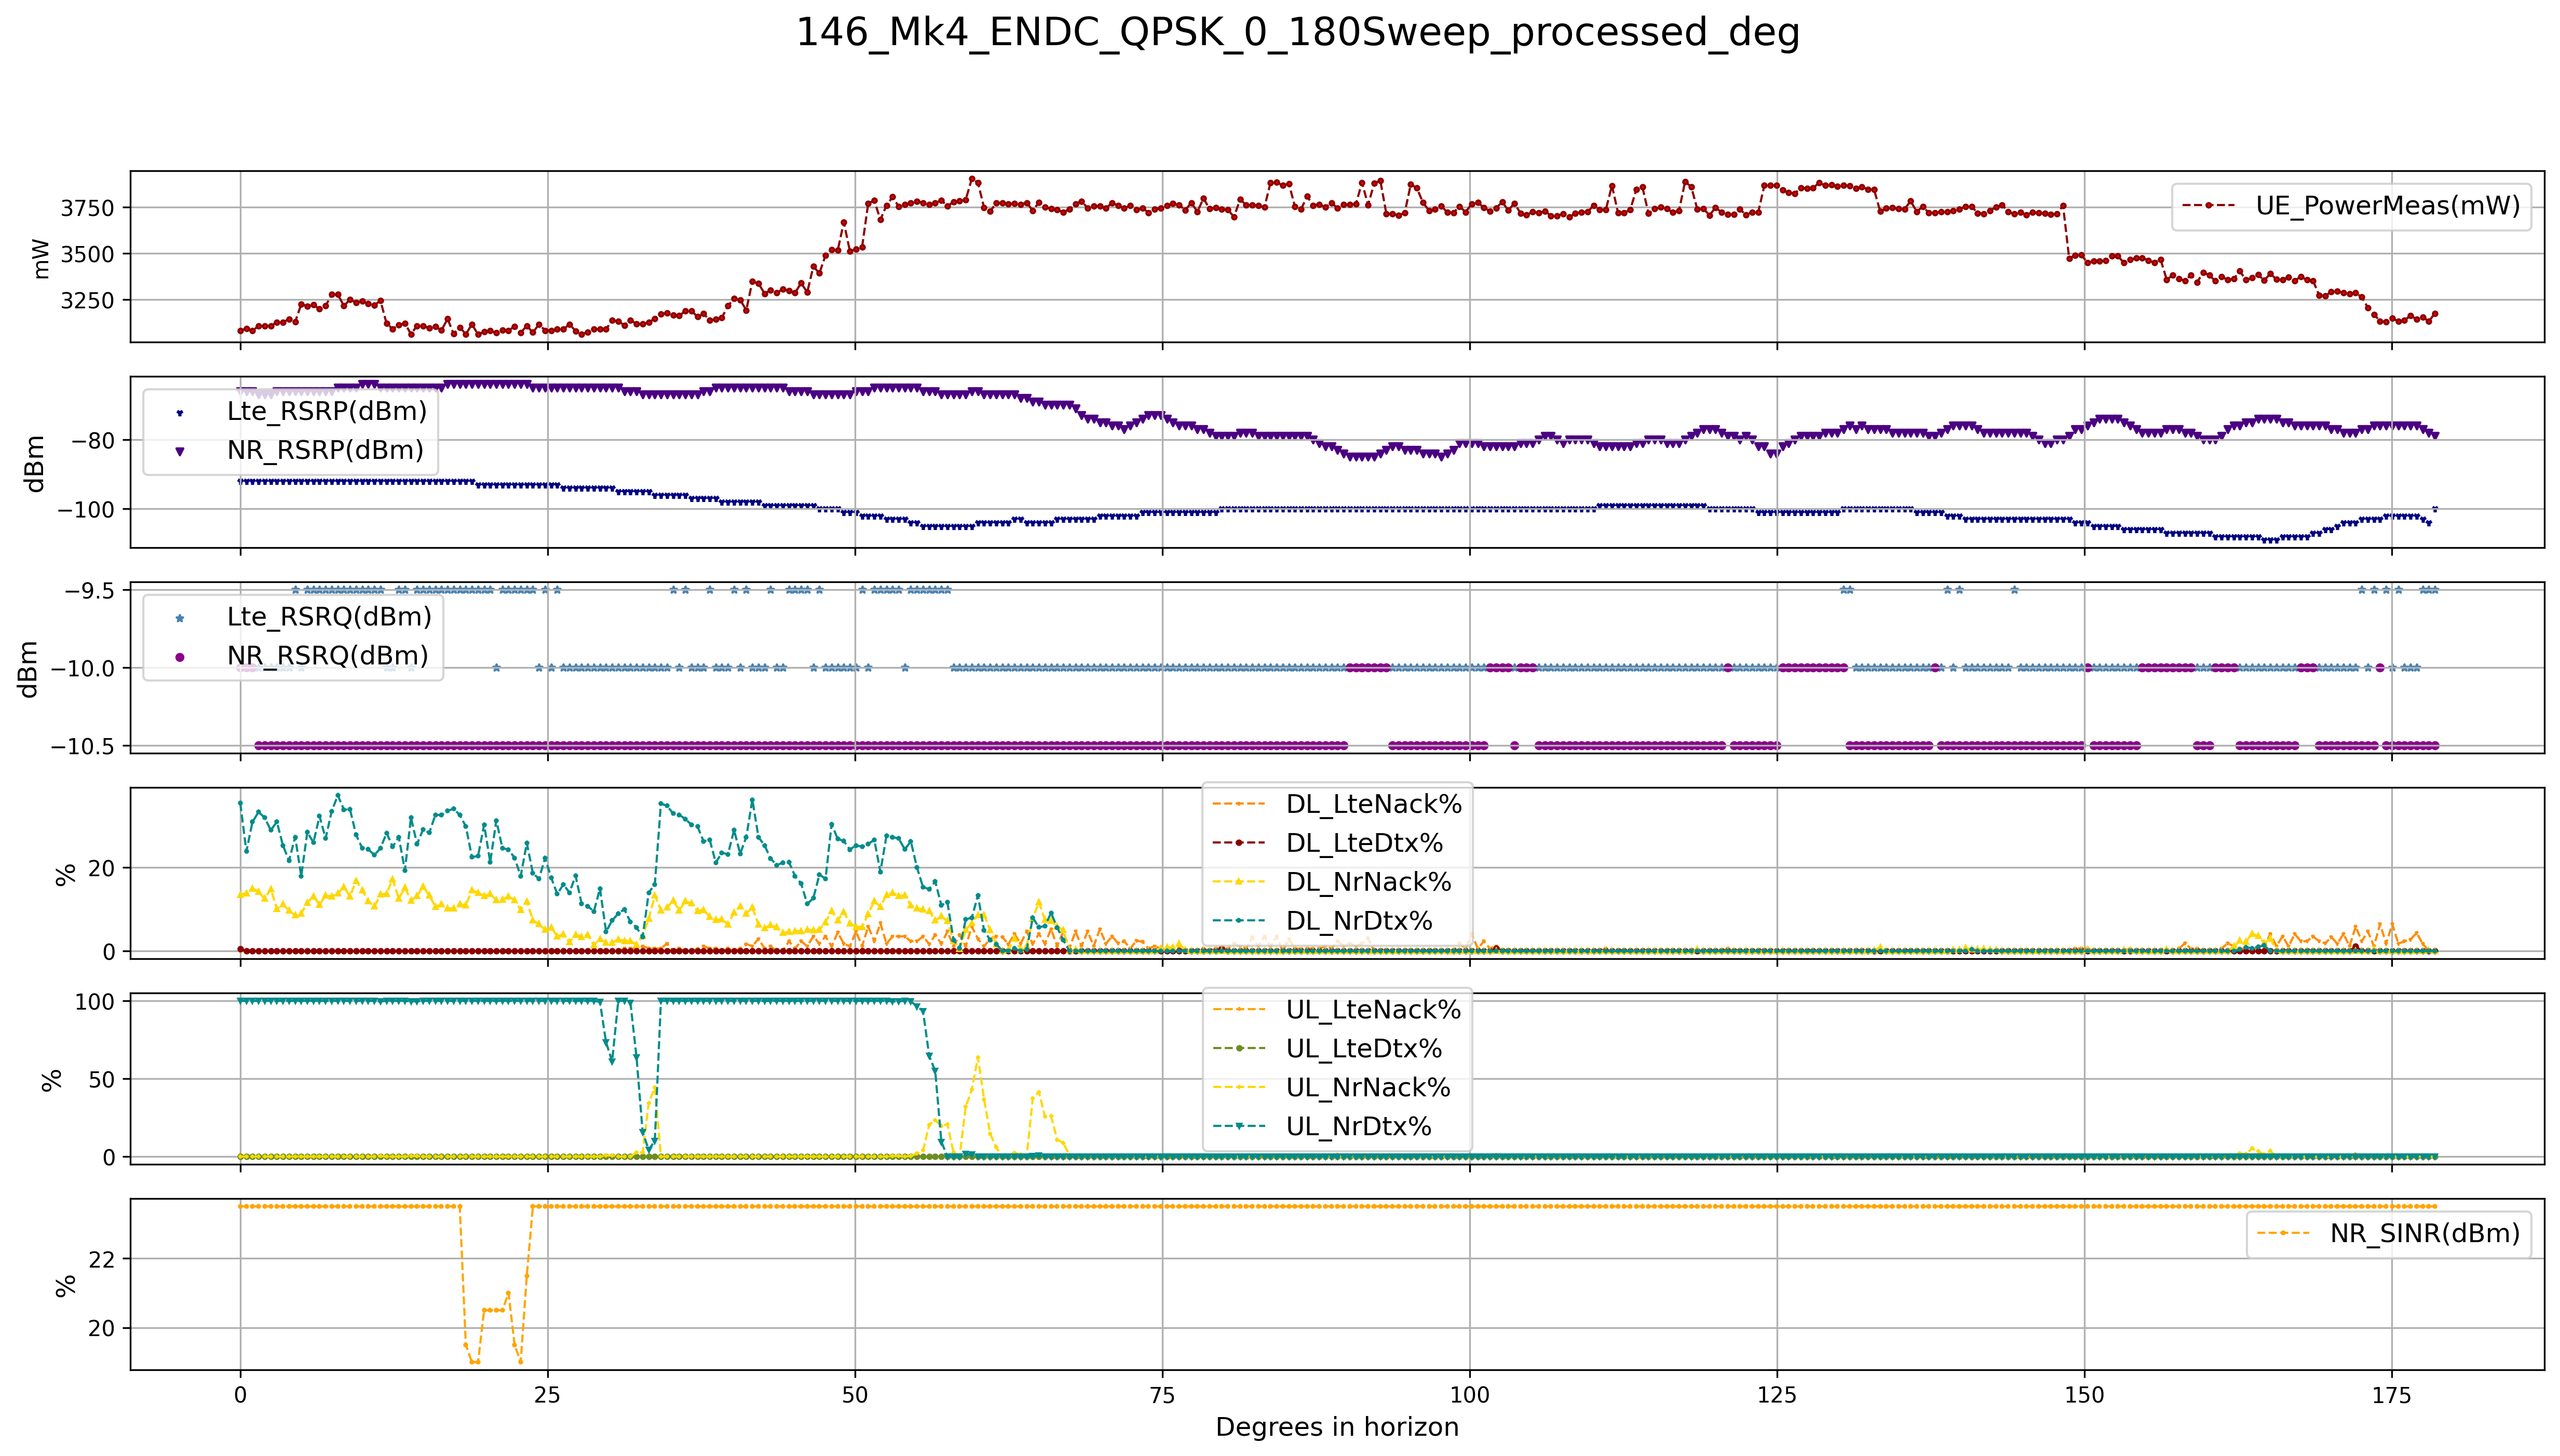 146_Mk4_ENDC_QPSK_0_180Sweep_processed_deg
3750
3500
3250
mW
UE_PowerMeas(mW)
−80
−100
dBm
Lte_RSRP(dBm)
NR_RSRP(dBm)
−9.5
−10.0
−10.5
dBm
Lte_RSRQ(dBm)
NR_RSRQ(dBm)
20
0
%
DL_LteNack%
DL_LteDtx%
DL_NrNack%
DL_NrDtx%
100
50
0
%
UL_LteNack%
UL_LteDtx%
UL_NrNack%
UL_NrDtx%
22
20
%
NR_SINR(dBm)
0 25 50 75 100 125 150 175
Degrees in horizon